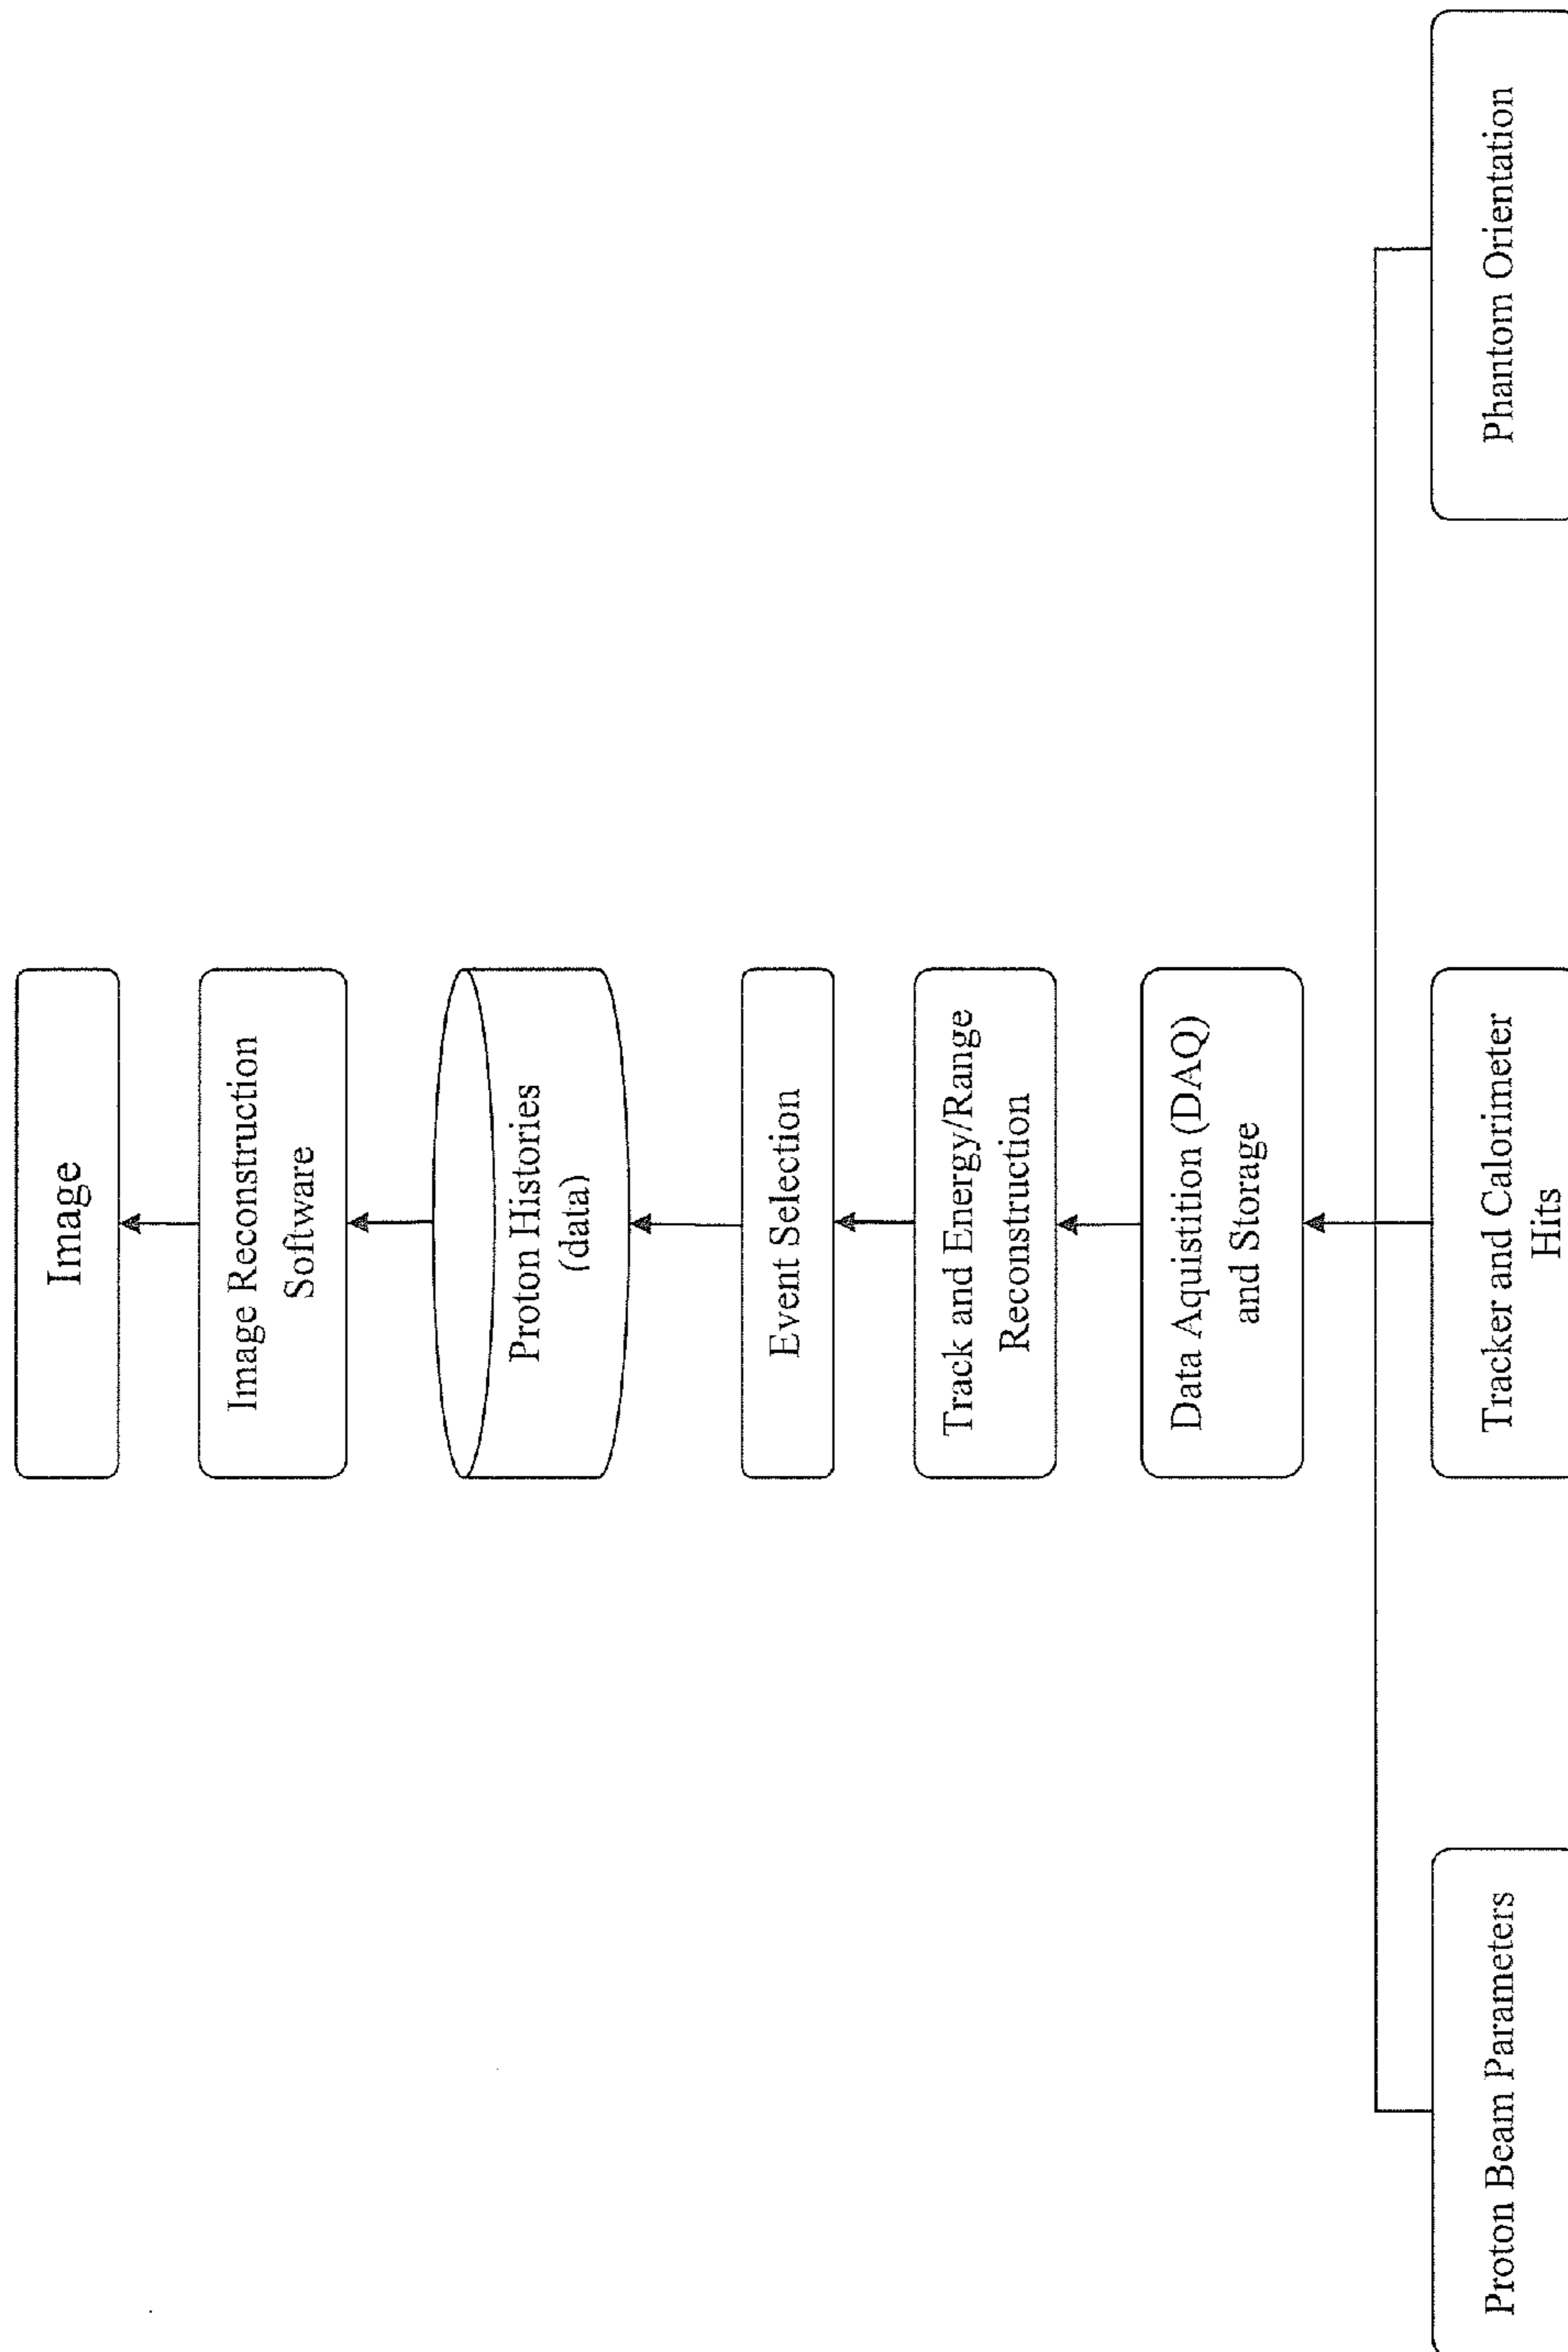 Image
Image Reconstruction
Software
Proton Histories
(data)
Event Selection
Track and Energy/Range
Reconstruction
Data Aquistition (DAQ)
and Storage
Proton Beam Parameters
Tracker and Calorimeter
Hits
Phantom Orientation